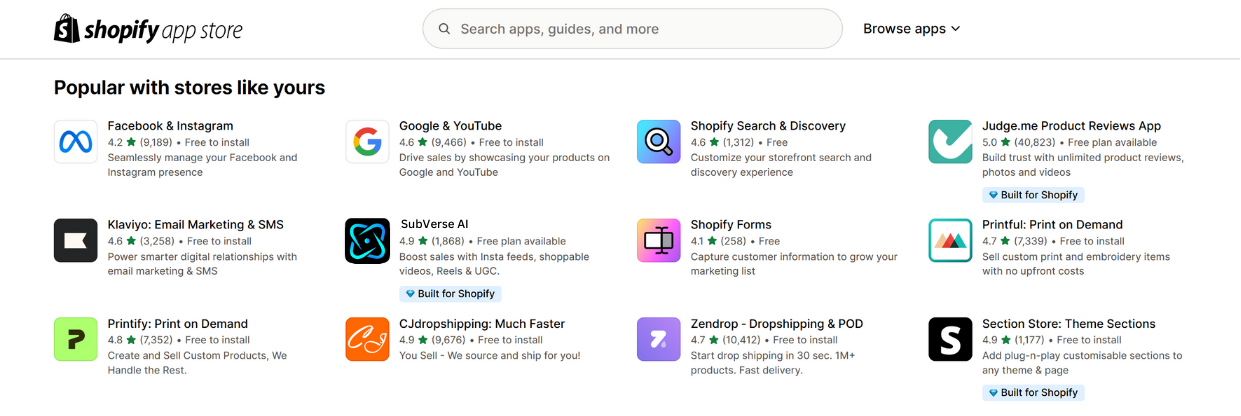 shopify app store
Search apps, guides, and more
Browse apps
Popular with stores like yours
Facebook & Instagram
4.2 ★ (9,189) • Free to install
Seamlessly manage your Facebook and
Instagram presence
Google & YouTube
4.6 ★ (9,466) • Free to install
Drive sales by showcasing your products on
Google and YouTube
Shopify Search & Discovery
4.6 ★ (1,312) • Free
Customize your storefront search and
discovery experience
Judge.me Product Reviews App
5.0 ★ (40,823) • Free plan available
Build trust with unlimited product reviews,
photos and videos
Built for Shopify
Klaviyo: Email Marketing & SMS
4.6 ★ (3,258) • Free to install
Power smarter digital relationships with
email marketing & SMS
SubVerse AI
4.9 ★ (1,868) • Free plan available
Boost sales with Insta feeds, shoppable
videos, Reels & UGC.
Built for Shopify
Shopify Forms
4.1 ★ (258) • Free
Capture customer information to grow your
marketing list
Printful: Print on Demand
4.7 ★ (7,339) • Free to install
Sell custom print and embroidery items
with no upfront costs
Printify: Print on Demand
4.8 ★ (7,352) • Free to install
Create and Sell Custom Products, We
Handle the Rest.
CJdropshipping: Much Faster
4.9 ★ (9,676) • Free to install
You Sell - We source and ship for you!
Zendrop - Dropshipping & POD
4.7 ★ (10,412) • Free to install
Start drop shipping in 30 sec. 1M+
products. Fast delivery.
Section Store: Theme Sections
4.9 ★ (1,177) • Free to install
Add plug-n-play customisable sections to
any theme & page
Built for Shopify